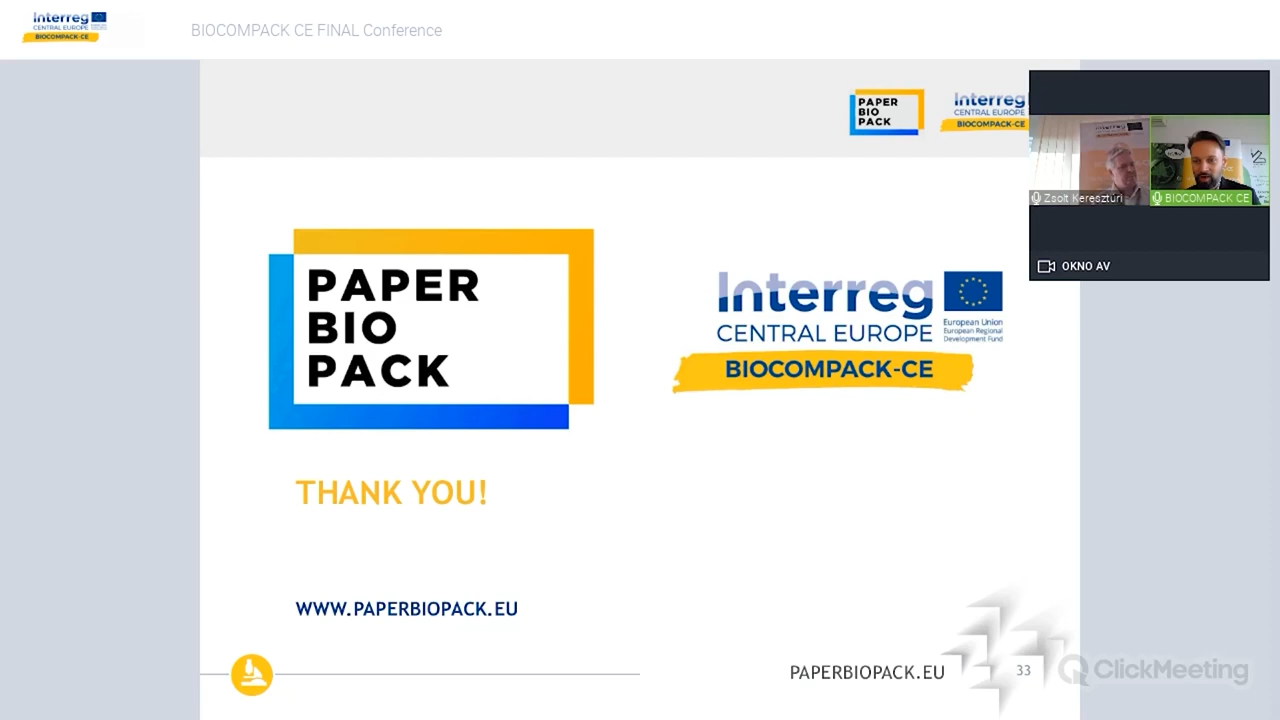 Interreg
CENTRAL EUROPE
BIOCOMPACK-CE
BIOCOMPACK CE FINAL Conference
PAPER
BIO
PACK
Interreg
CENTRAL EUROPE
BIOCOMPACK-CE
Zsolt Keresztúri
BIOCOMPACK CE
OKNO AV
PAPER
BIO
PACK
Interreg
CENTRAL EUROPE
European Union
European Regional
Development Fund
BIOCOMPACK-CE
THANK YOU!
WWW.PAPERBIOPACK.EU
PAPERBIOPACK.EU
33
ClickMeeting